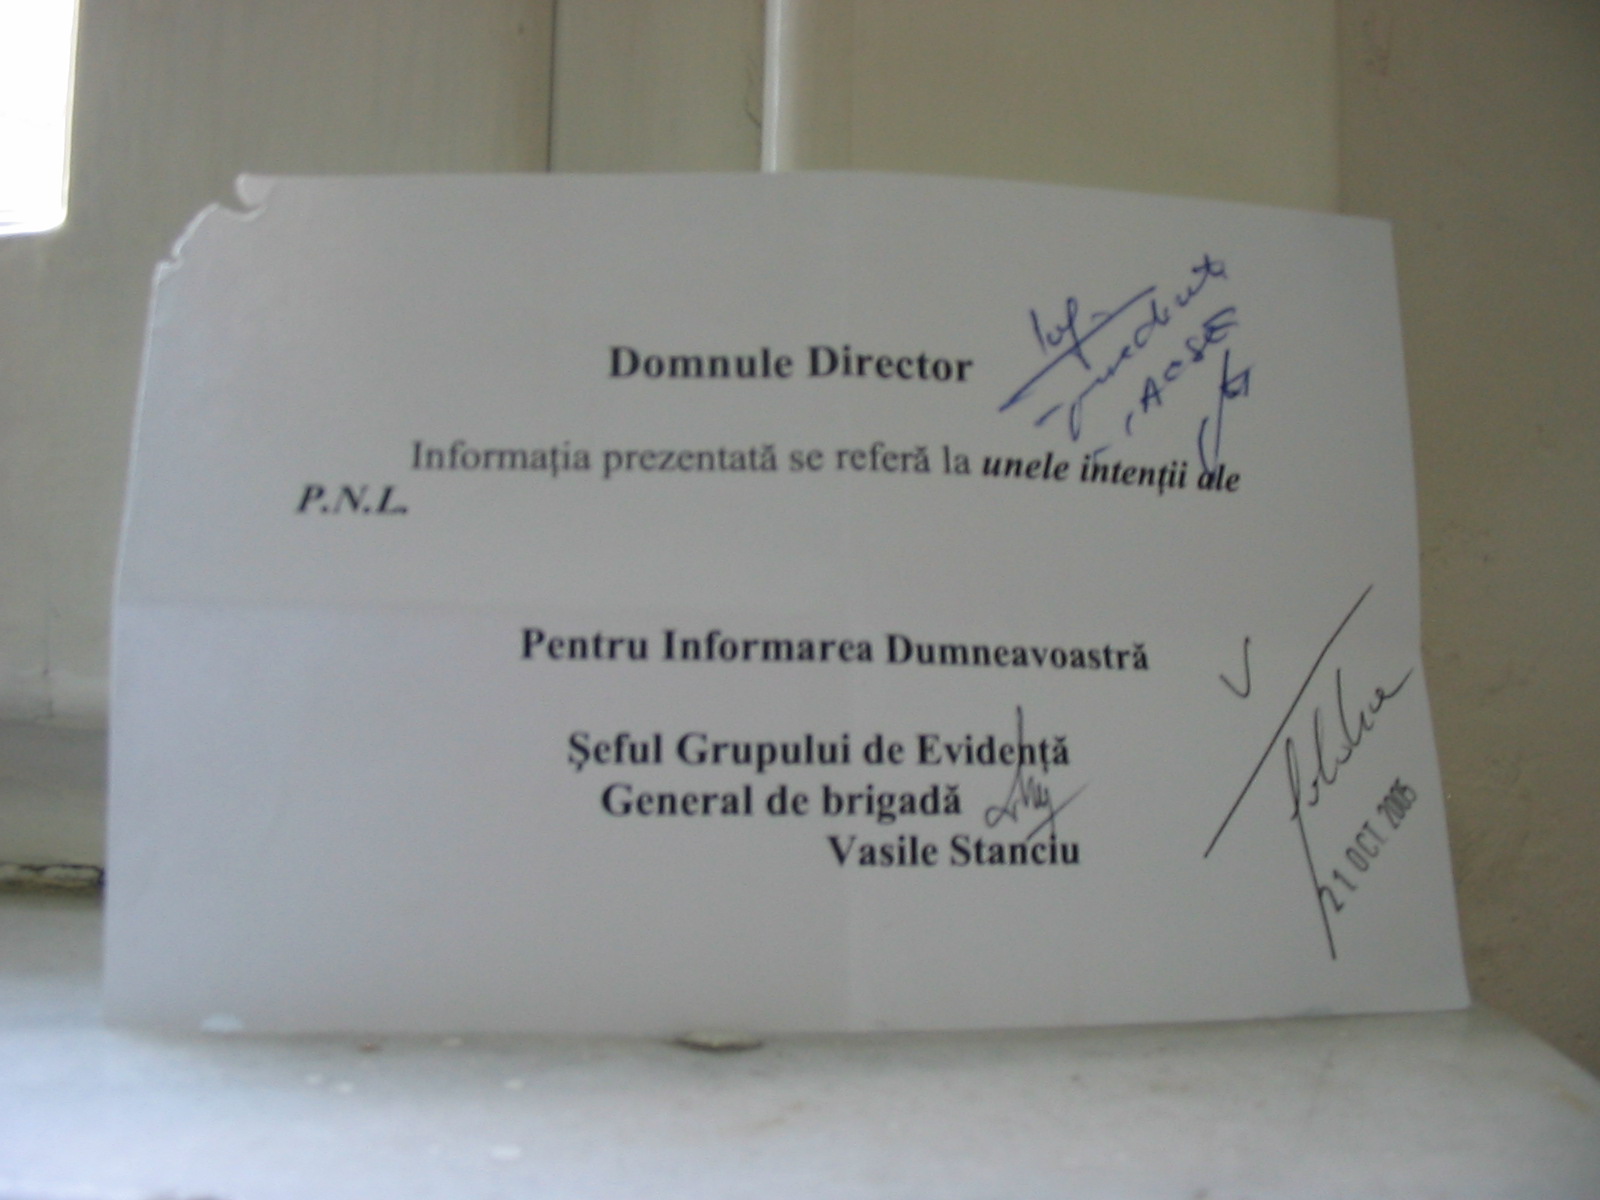 Domnule Director
Informaţia prezentată se referă la unele intenţii ale
P.N.L.
Pentru Informarea Dumneavoastră
Şeful Grupului de Evidenţă
General de brigadă
Vasile Stanciu
21 OCT. 2005